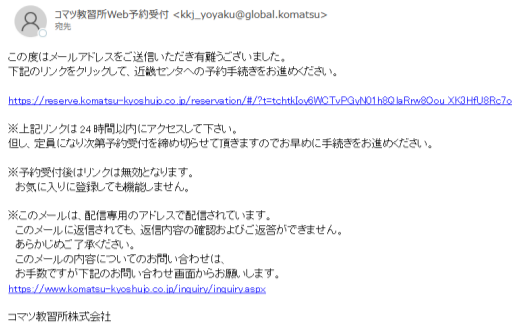 コマツ教習所Web予約受付 <kkj_yoyaku@global.komatsu>
宛先
この度はメールアドレスをご送信いただき有難うございました。
下記のリンクをクリックして、近畿センタへの予約手続きをお進めください。
https://reserve.komatsu-kyoshujo.co.jp/reservation/#/?t=tchtkIov6WCTvPGvN01h8QIaRrw8Oou_XK3HfU8Rc7o
※上記リンクは 24 時間以内にアクセスして下さい。
但し、定員になり次第予約受付を締め切らせて頂きますのでお早めに手続きをお進めください。
※予約受付後はリンクは無効となります。
お気に入りに登録しても機能しません。
※このメールは、配信専用のアドレスで配信されています。
このメールに返信されても、返信内容の確認およびご返答ができません。
あらかじめご了承ください。
このメールの内容についてのお問い合わせは、
お手数ですが下記のお問い合わせ画面からお願いします。
https://www.komatsu-kyoshujo.co.jp/inquiry/inquiry.aspx
コマツ教習所株式会社